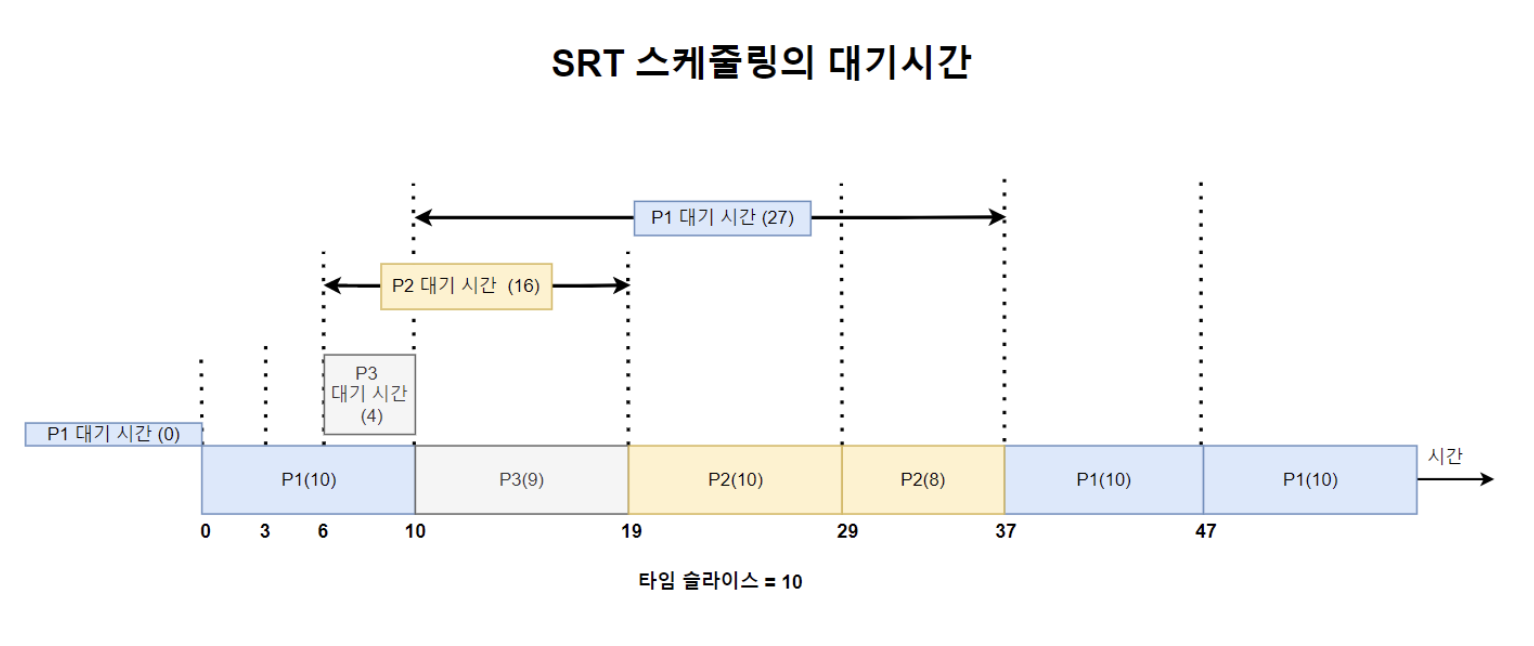 SRT 스케줄링의 대기시간
P1 대기 시간 (27)
P2 대기 시간 (16)
P3
대기 시간
(4)
P1 대기 시간 (0)
시간
P1(10)
P3(9)
P2(10)
P2(8)
P1(10)
P1(10)
0
3
6
10
19
29
37
47
타임 슬라이스 = 10